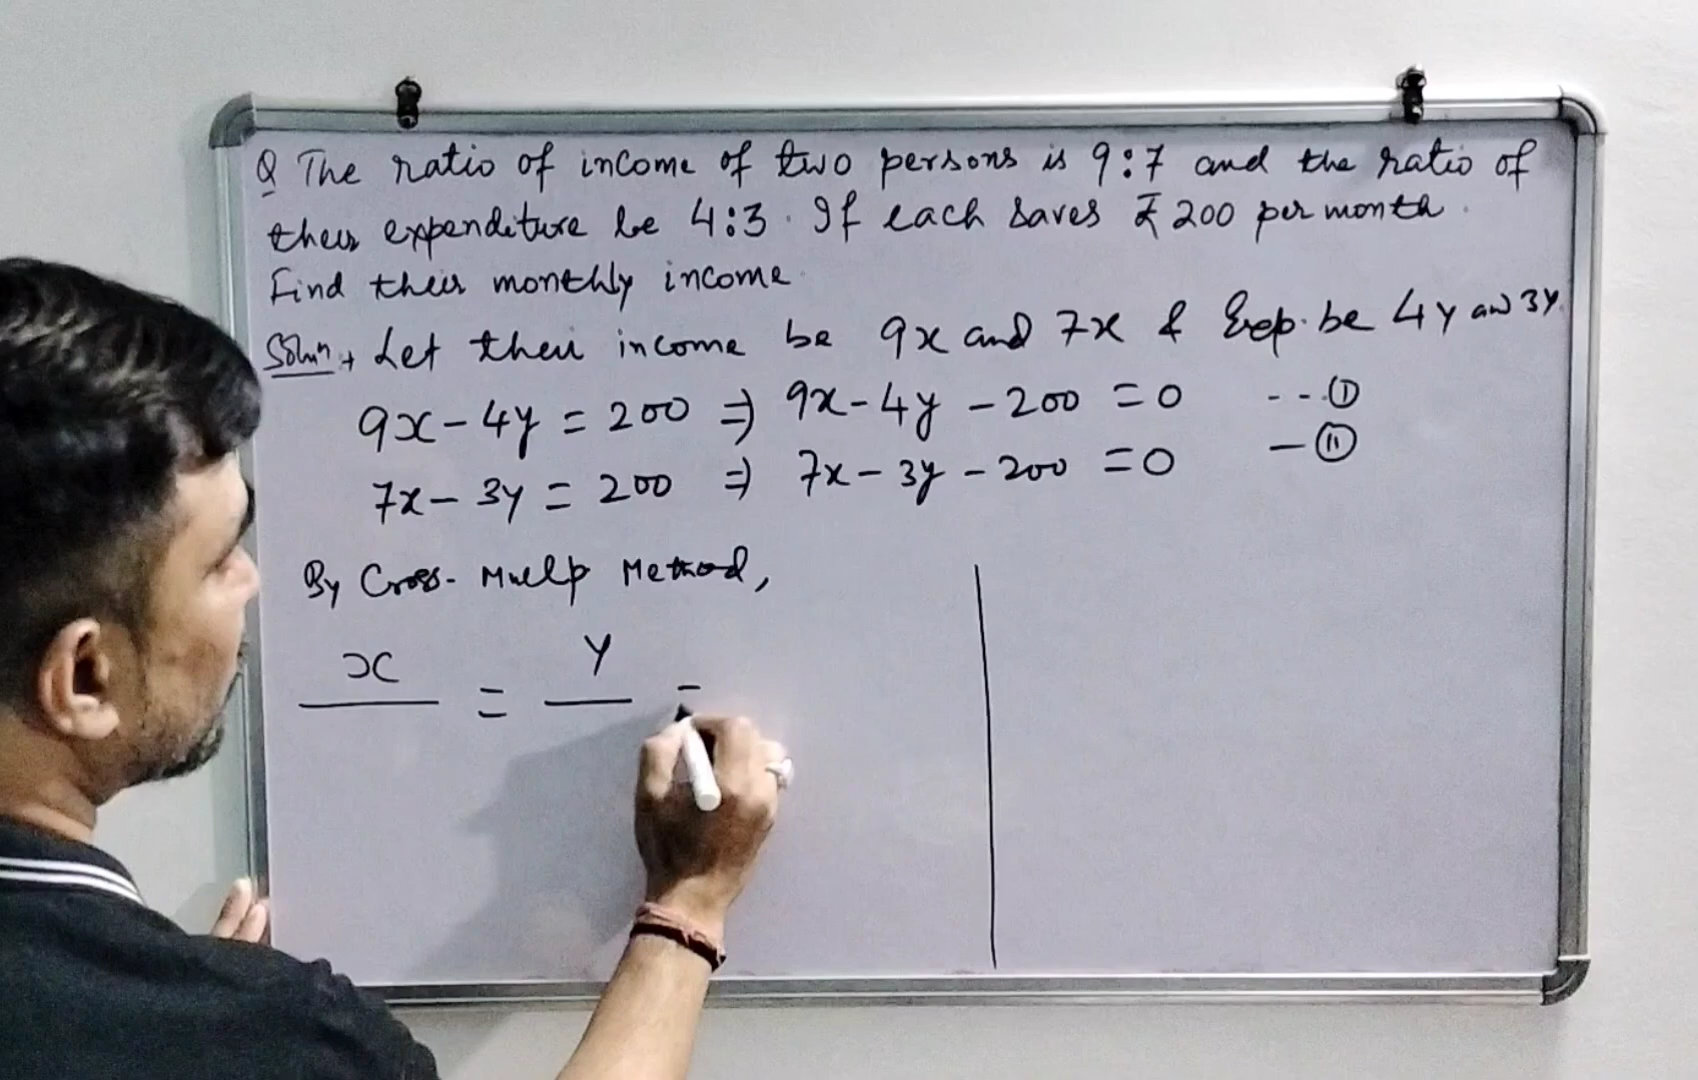 Q The ratio of income of two persons is 9:7 and the ratio of
their expenditure be 4:3. If each saves ₹ 200 per month.
Find their monthly income.
Soluⁿ→ Let their income be 9x and 7x & Exp. be 4y and 3y.
9x - 4y = 200 ⇒ 9x - 4y - 200 = 0 ---(I)
7x - 3y = 200 ⇒ 7x - 3y - 200 = 0 -(II)
By Cross- Multp Method,
x/ = y/ =